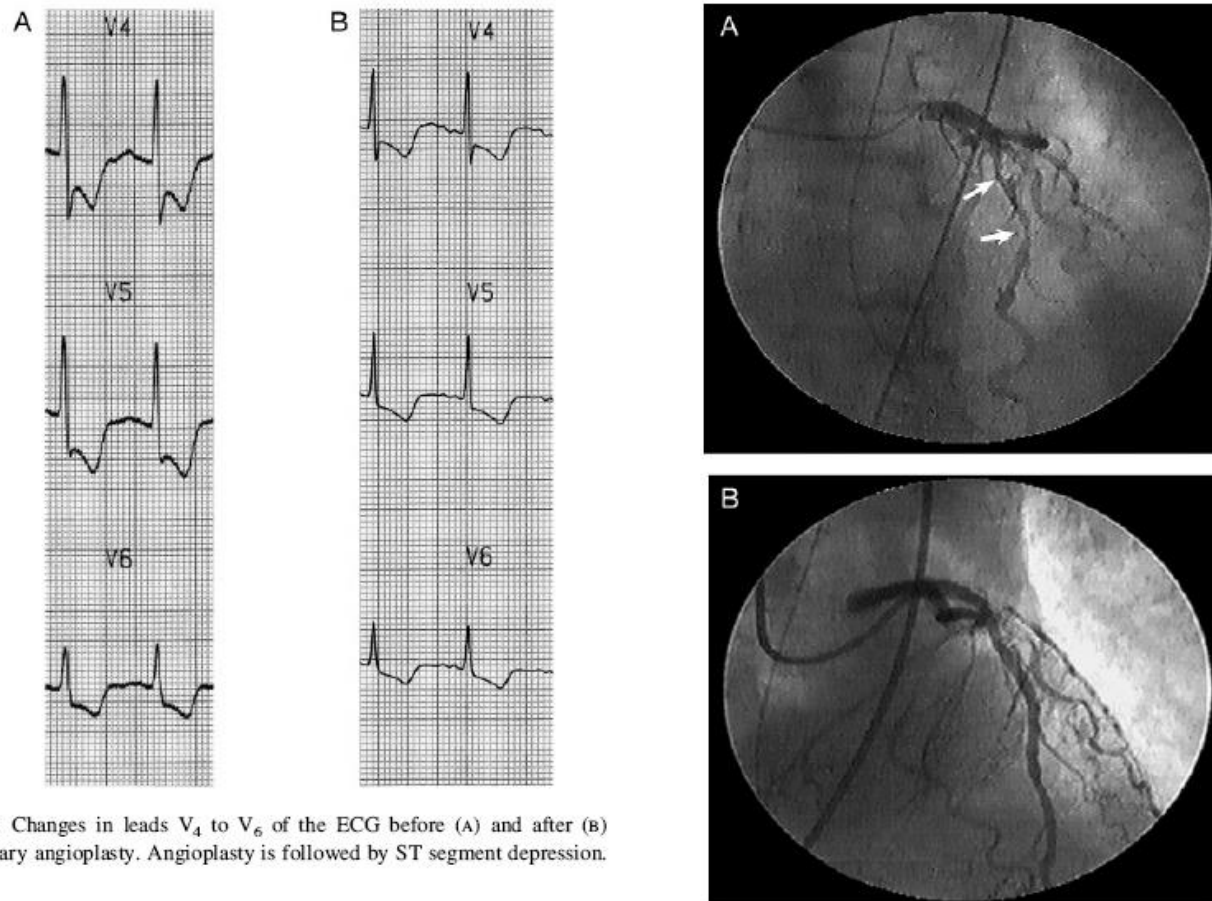 A
V4
V5
V6
B
V4
V5
V6
Changes in leads V₄ to V₆ of the ECG before (A) and after (B)
angioplasty. Angioplasty is followed by ST segment depression.
A
B